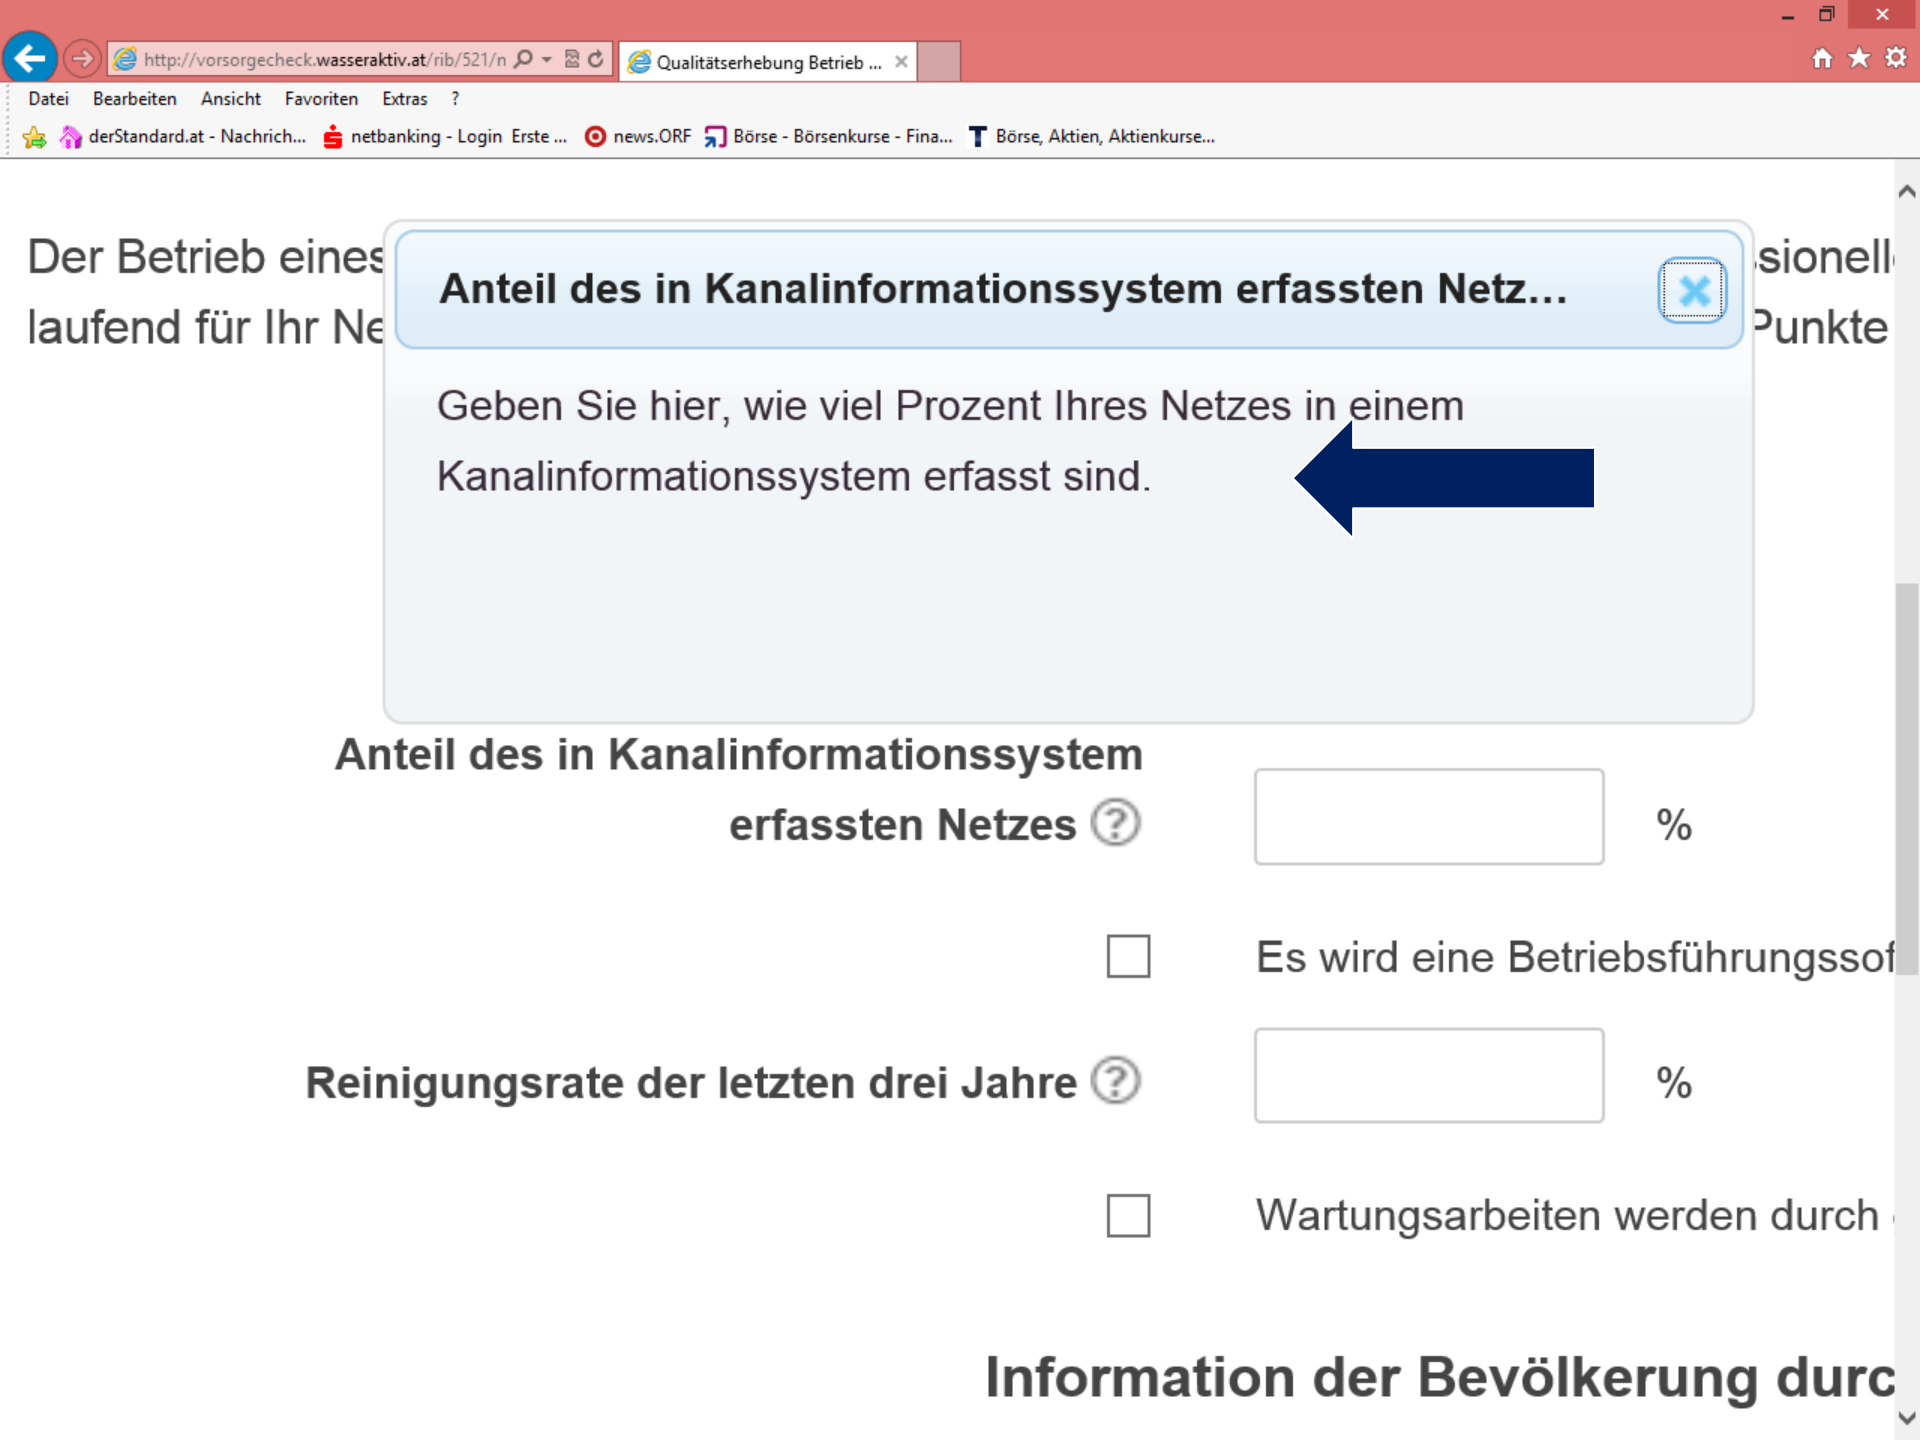 http://vorsorgecheck.wasseraktiv.at/rib/521/n
Qualitätserhebung Betrieb ...
Datei Bearbeiten Ansicht Favoriten Extras ?
derStandard.at - Nachrich... netbanking - Login Erste ... news.ORF Börse - Börsenkurse - Fina... Börse, Aktien, Aktienkurse...
Der Betrieb eines
sionell
laufend für Ihr Ne
Punkte
Anteil des in Kanalinformationssystem erfassten Netz...
Geben Sie hier, wie viel Prozent Ihres Netzes in einem
Kanalinformationssystem erfasst sind.
Anteil des in Kanalinformationssystem
erfassten Netzes ? %
Es wird eine Betriebsführungssof
Reinigungsrate der letzten drei Jahre ? %
Wartungsarbeiten werden durch
Information der Bevölkerung durc